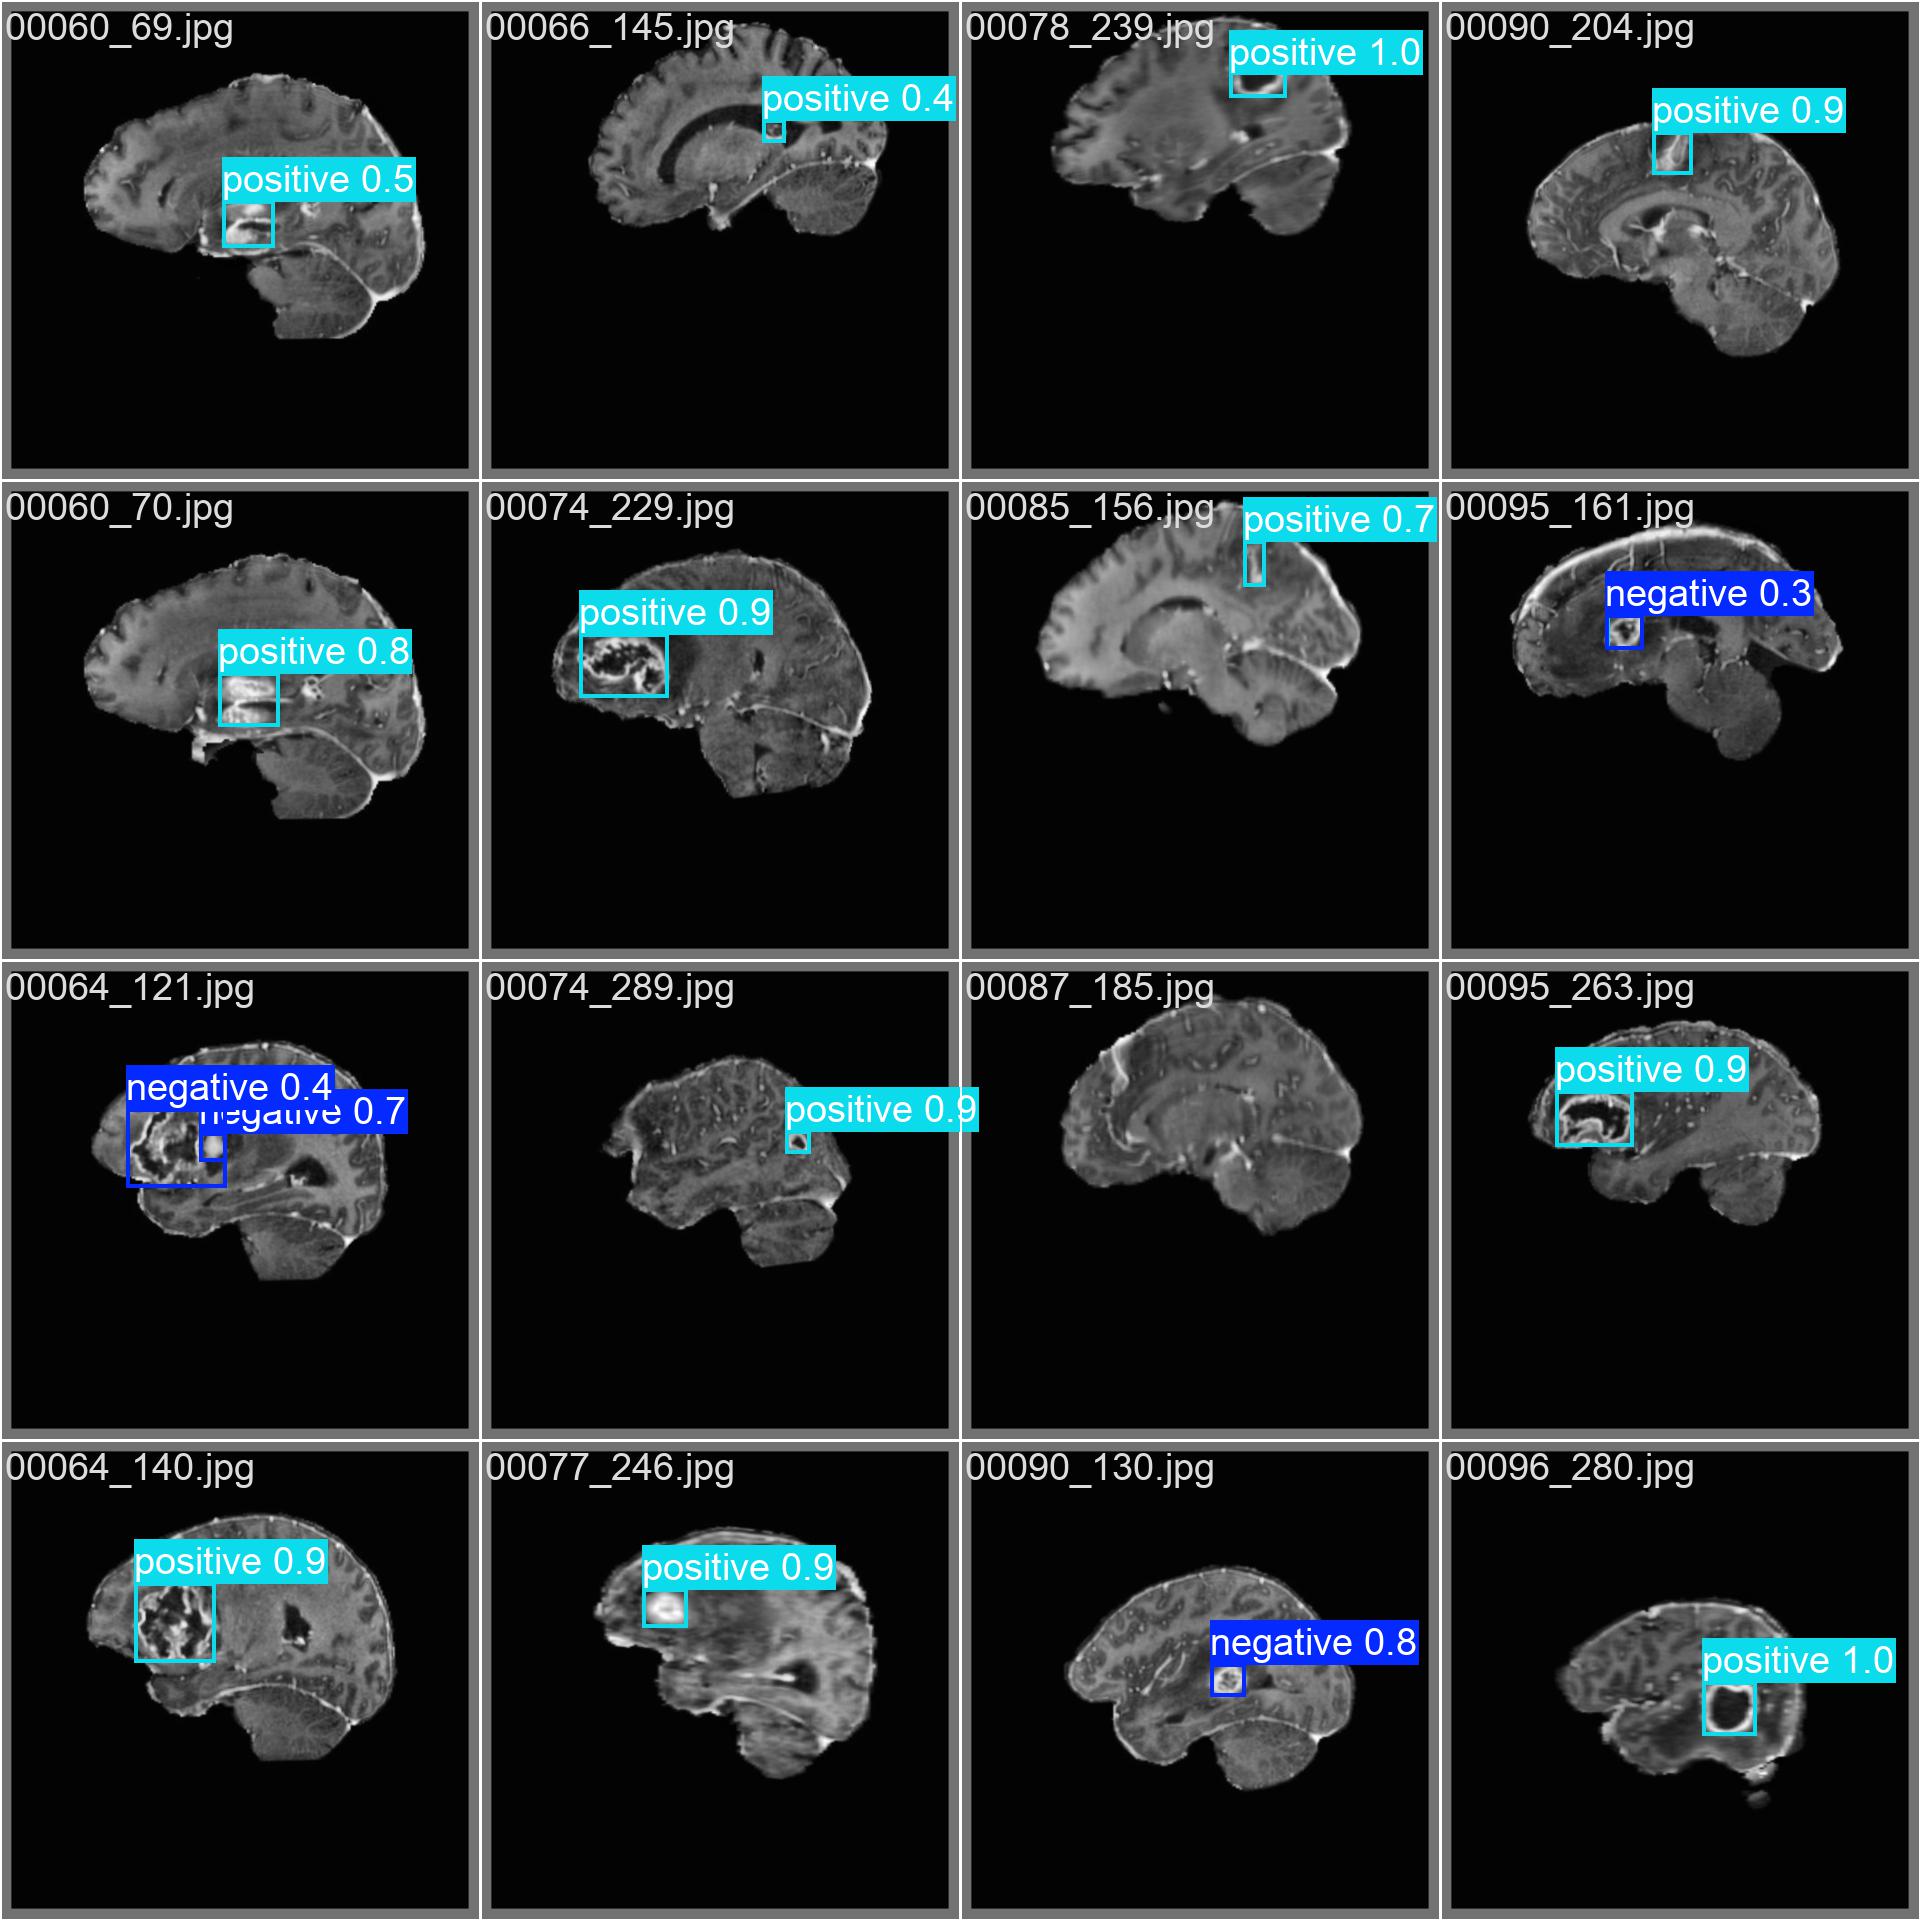 00060_69.jpg
positive 0.5
00066_145.jpg
positive 0.4
00078_239.jpg
positive 1.0
00090_204.jpg
positive 0.9
00060_70.jpg
positive 0.8
00074_229.jpg
positive 0.9
00085_156.jpg
positive 0.7
00095_161.jpg
negative 0.3
00064_121.jpg
negative 0.4
negative 0.7
00074_289.jpg
positive 0.9
00087_185.jpg
00095_263.jpg
positive 0.9
00064_140.jpg
positive 0.9
00077_246.jpg
positive 0.9
00090_130.jpg
negative 0.8
00096_280.jpg
positive 1.0